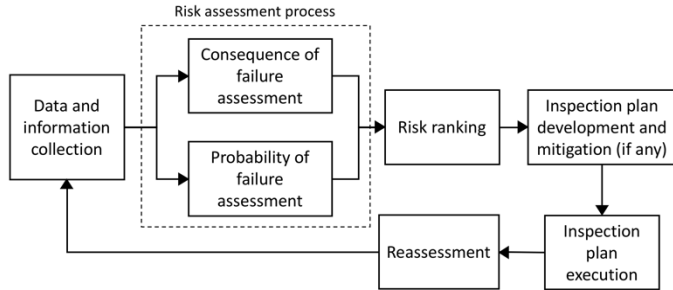 Risk assessment process
Data and
information
collection
Consequence of
failure
assessment
Probability of
failure
assessment
Risk ranking
Inspection plan
development and
mitigation (if any)
Inspection
plan
execution
Reassessment